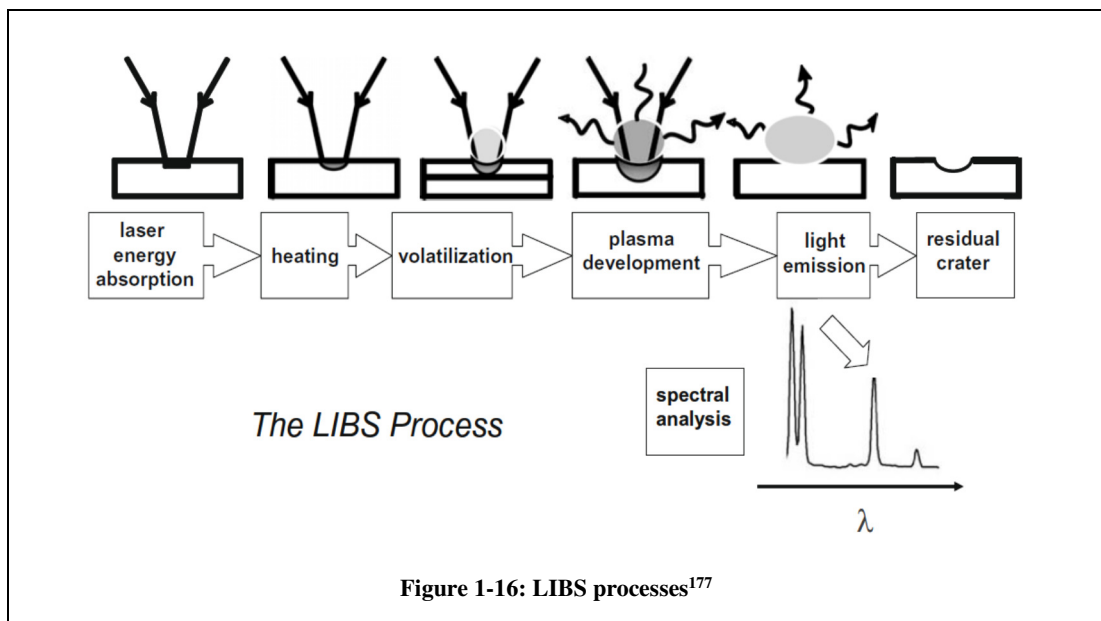 laser
energy
absorption
heating
volatilization
plasma
development
light
emission
residual
crater
spectral
analysis
The LIBS Process
λ
Figure 1-16: LIBS processes177